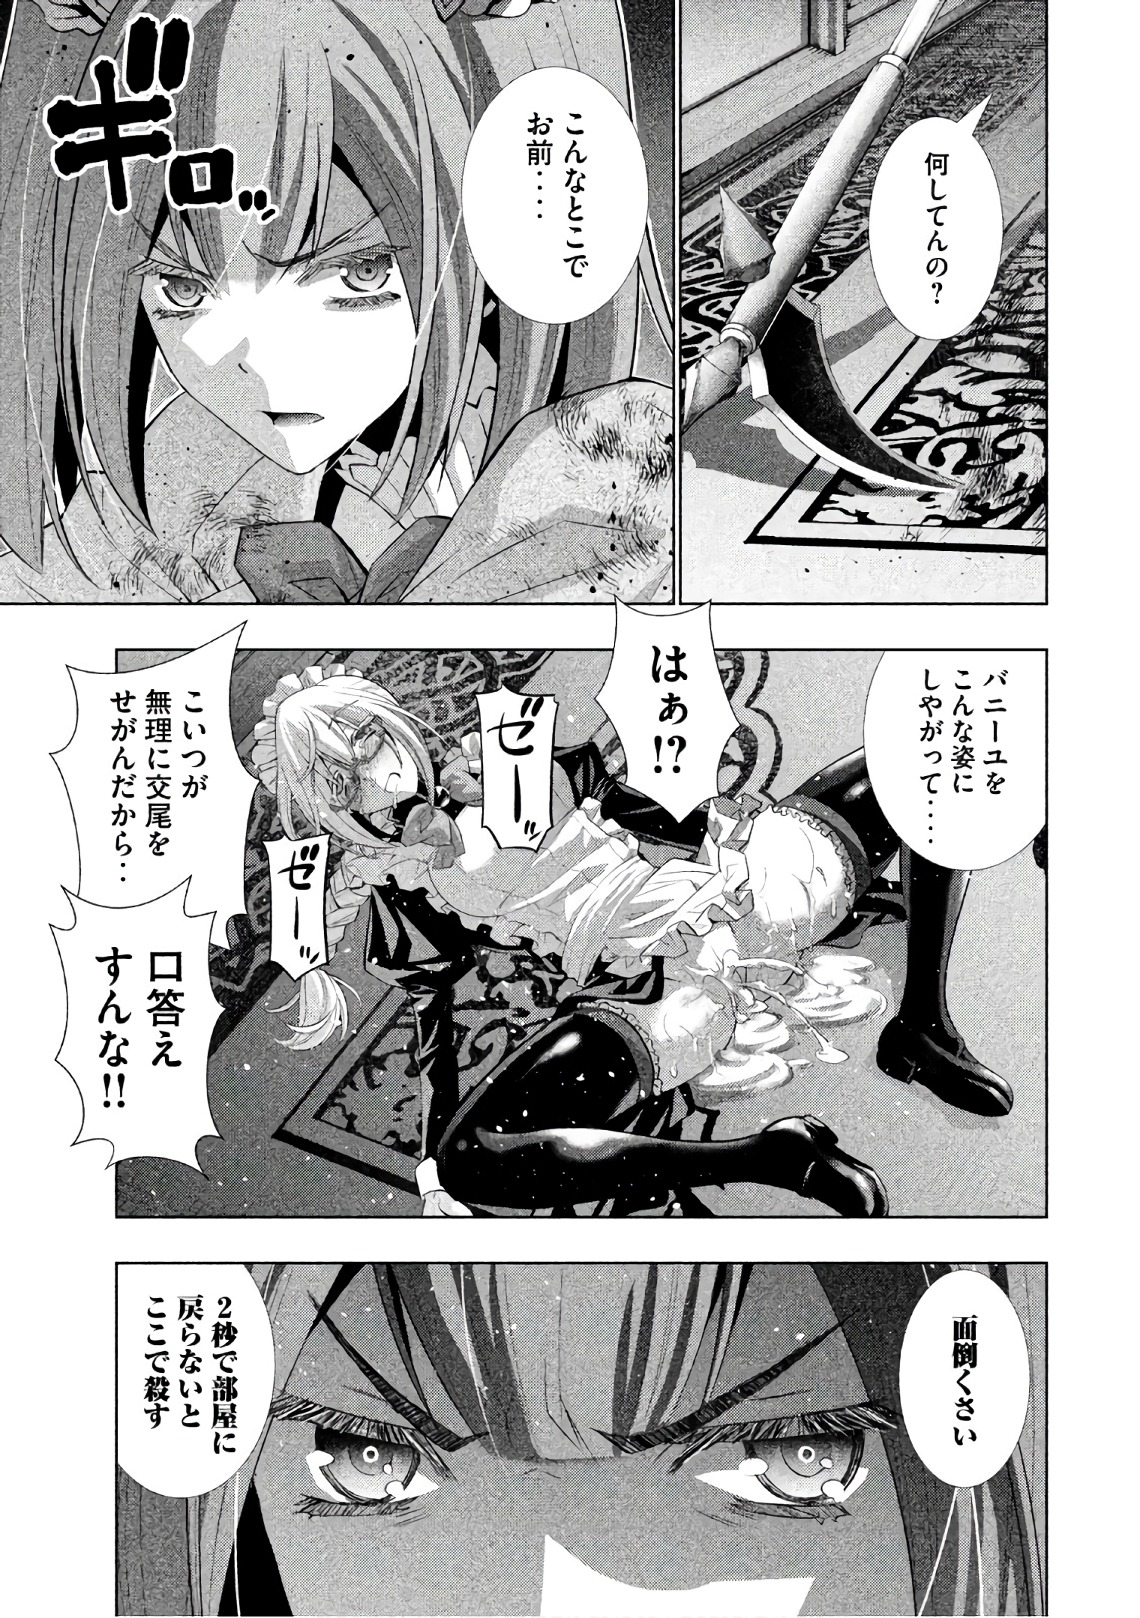 何してんの？
こんなとこで
お前‥‥
ギロッ
バニーユを
こんな姿に
しやがって‥‥
はぁ!?
ゼーッ
ゼーッ
こいつが
無理に交尾を
せがんだから‥
口答え
すんな!!
面倒くさい
2秒で部屋に
戻らないと
ここで殺す